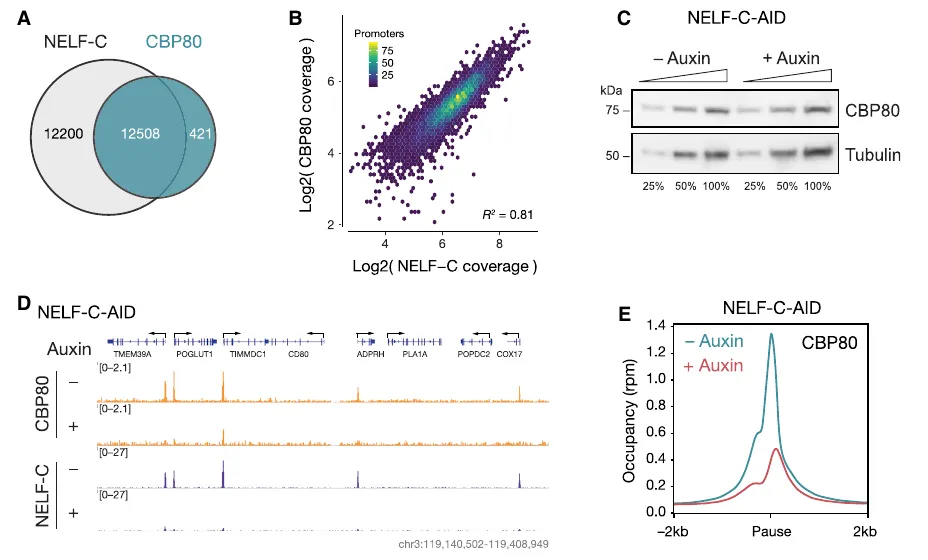 A
NELF-C CBP80
12200 12508 421
B
Log2( CBP80 coverage )
Promoters
75
50
25
6
4
2
R² = 0.81
4 6 8
Log2( NELF−C coverage )
C
NELF-C-AID
– Auxin + Auxin
kDa
75 –
CBP80
50 –
Tubulin
25% 50% 100% 25% 50% 100%
D
NELF-C-AID
Auxin
TMEM39A POGLUT1 TIMMDC1 CD80 ADPRH PLA1A POPDC2 COX17
CBP80
–
[0–2.1]
+
[0–2.1]
NELF-C
–
[0–27]
+
[0–27]
chr3:119,140,502-119,408,949
E
NELF-C-AID
Occupancy (rpm)
1.4
1.2
1.0
0.8
0.6
0.4
0.2
0.0
– Auxin
+ Auxin
CBP80
−2kb Pause 2kb